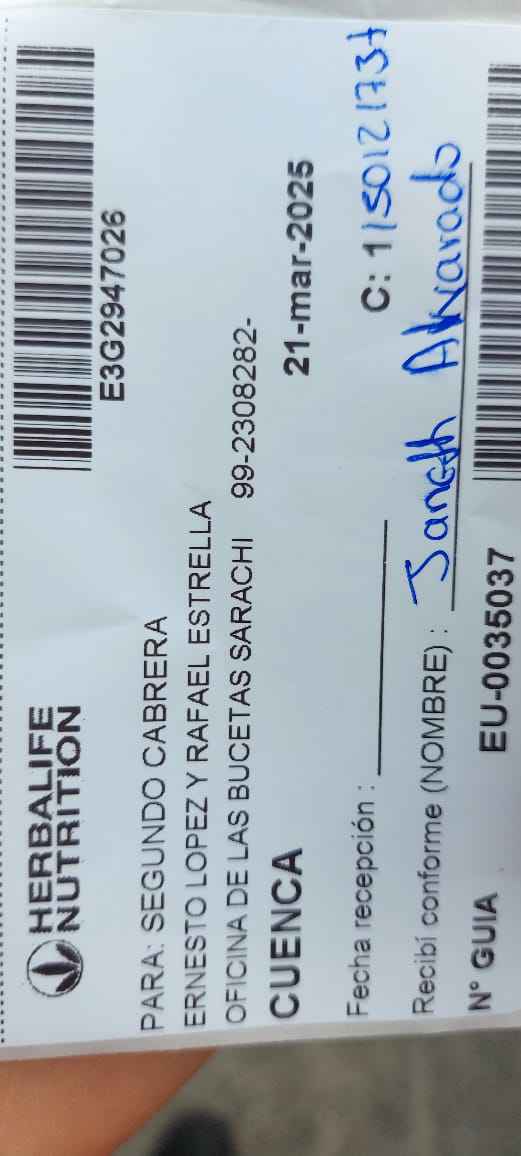 HERBALIFE
NUTRITION
E3G2947026
PARA: SEGUNDO CABRERA
ERNESTO LOPEZ Y RAFAEL ESTRELLA
OFICINA DE LAS BUCETAS SARACHI 99-2308282-
CUENCA 21-mar-2025
Fecha recepción : C: 1
Recibí conforme (NOMBRE) : Janeth Alvarado
N° GUIA EU-0035037